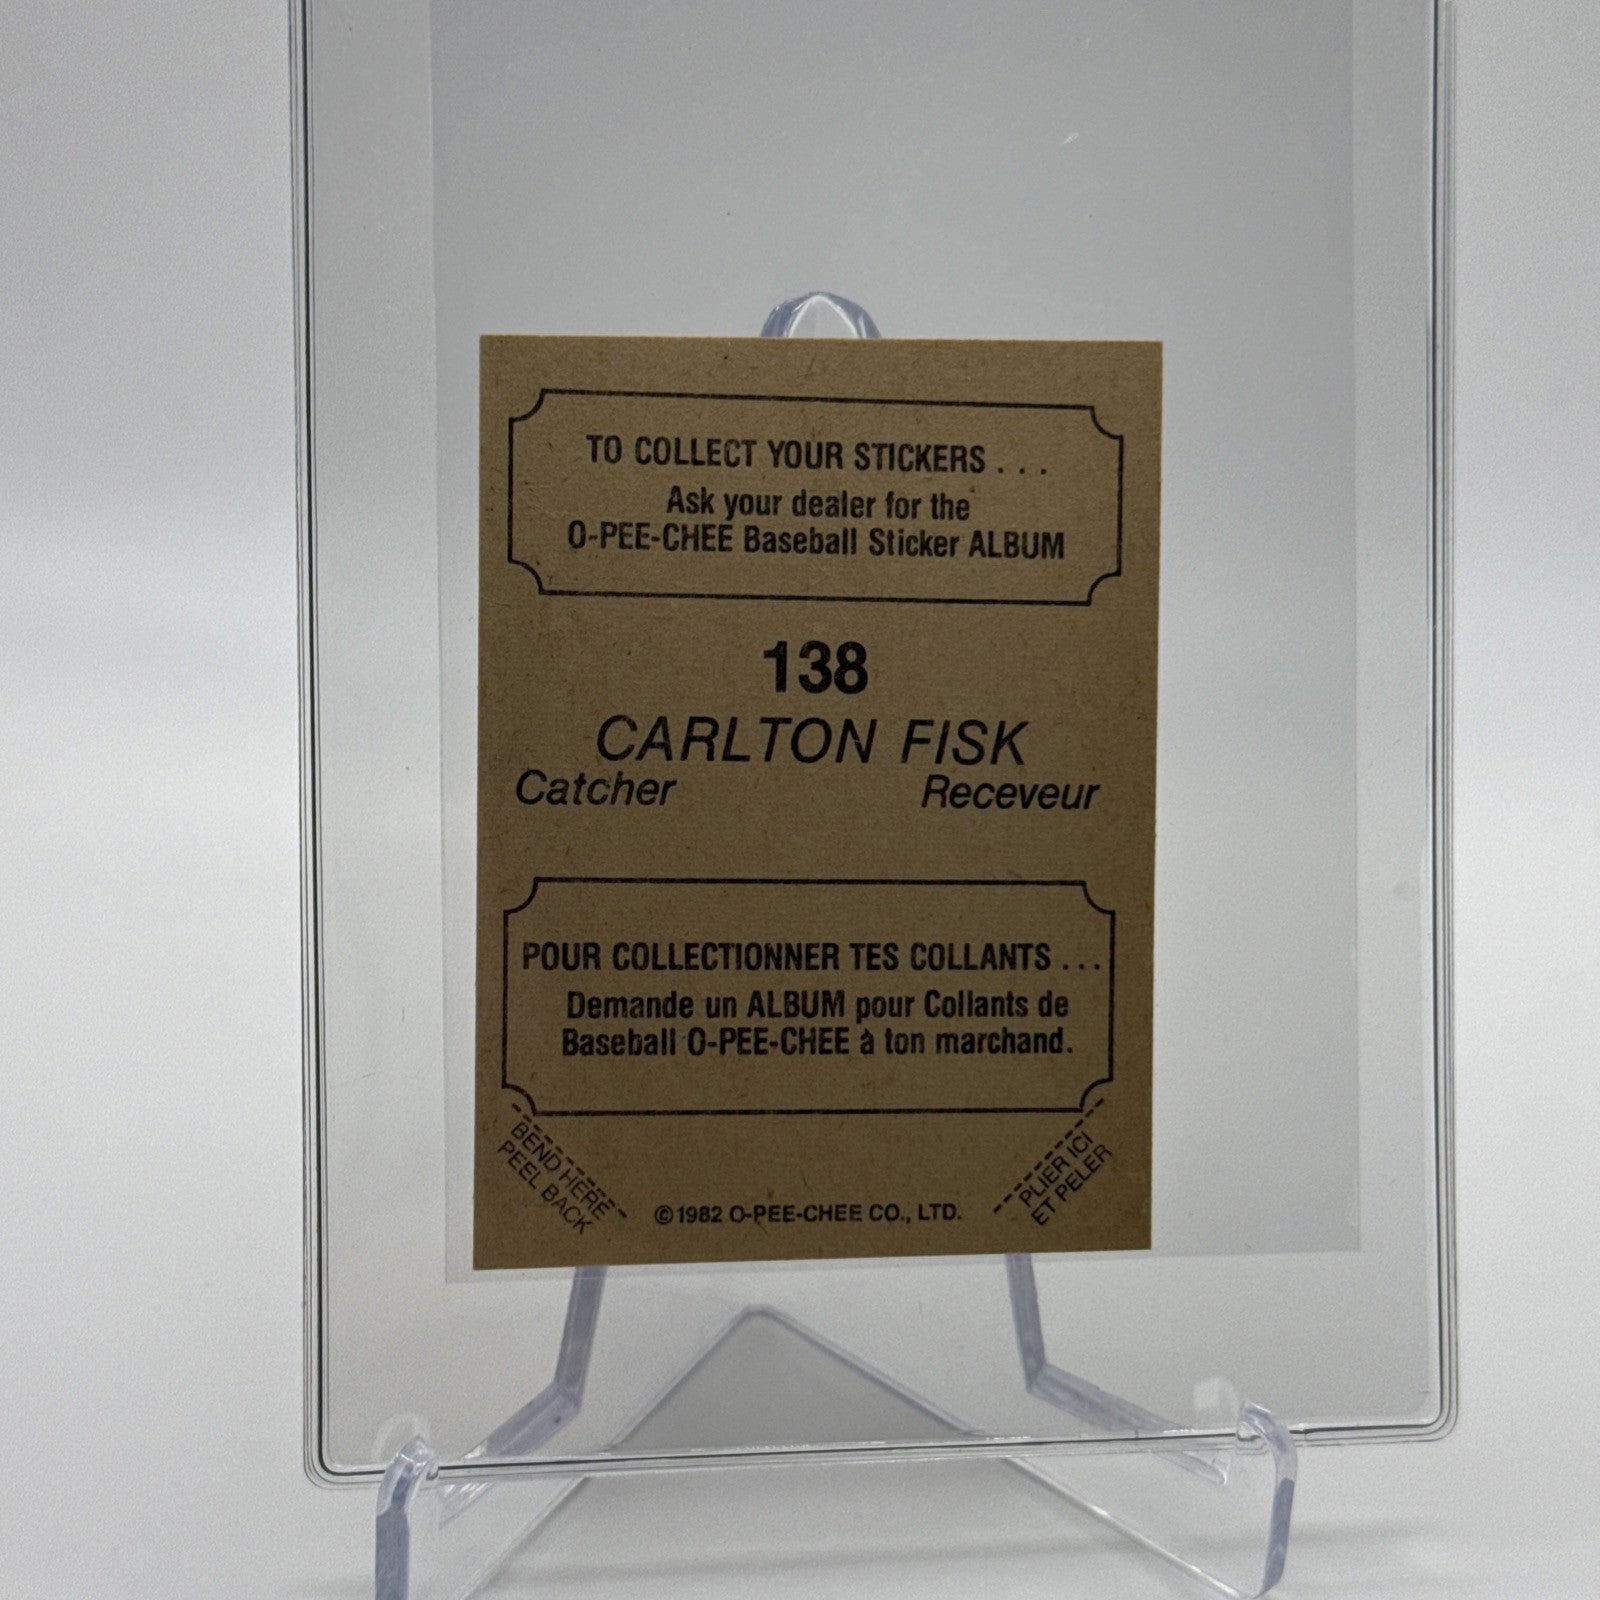 TO COLLECT YOUR STICKERS . . .
Ask your dealer for the
O-PEE-CHEE Baseball Sticker ALBUM
138
CARLTON FISK
Catcher Receveur
POUR COLLECTIONNER TES COLLANTS . . .
Demande un ALBUM pour Collants de
Baseball O-PEE-CHEE à ton marchand.
BEND HERE
PEEL BACK
©1982 O-PEE-CHEE CO., LTD.
PLIER ICI
ET PELER